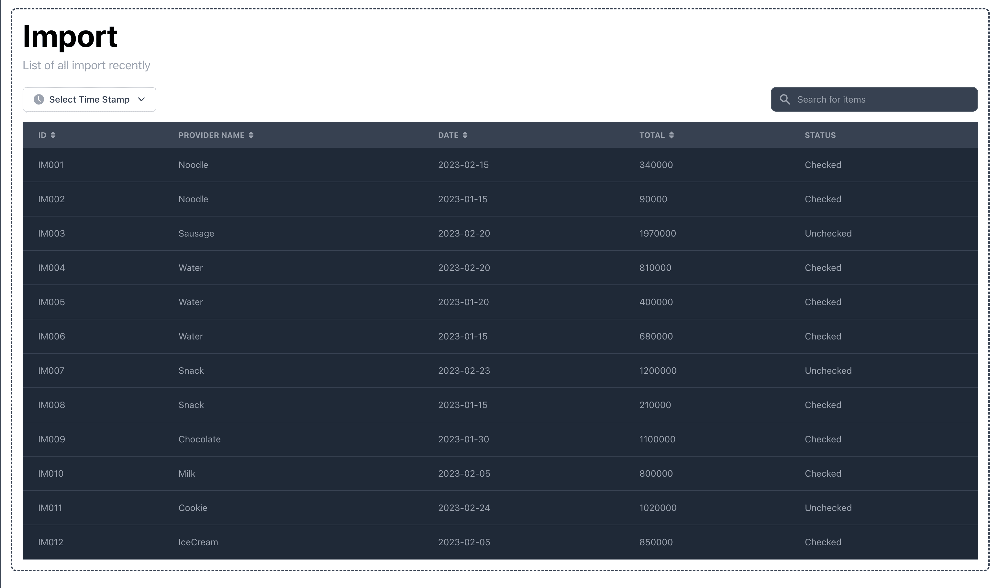 Import
List of all import recently
Select Time Stamp Search for items
ID PROVIDER NAME DATE TOTAL STATUS
IM001 Noodle 2023-02-15 340000 Checked
IM002 Noodle 2023-01-15 90000 Checked
IM003 Sausage 2023-02-20 1970000 Unchecked
IM004 Water 2023-02-20 810000 Checked
IM005 Water 2023-01-20 400000 Checked
IM006 Water 2023-01-15 680000 Checked
IM007 Snack 2023-02-23 1200000 Unchecked
IM008 Snack 2023-01-15 210000 Checked
IM009 Chocolate 2023-01-30 1100000 Checked
IM010 Milk 2023-02-05 800000 Checked
IM011 Cookie 2023-02-24 1020000 Unchecked
IM012 IceCream 2023-02-05 850000 Checked